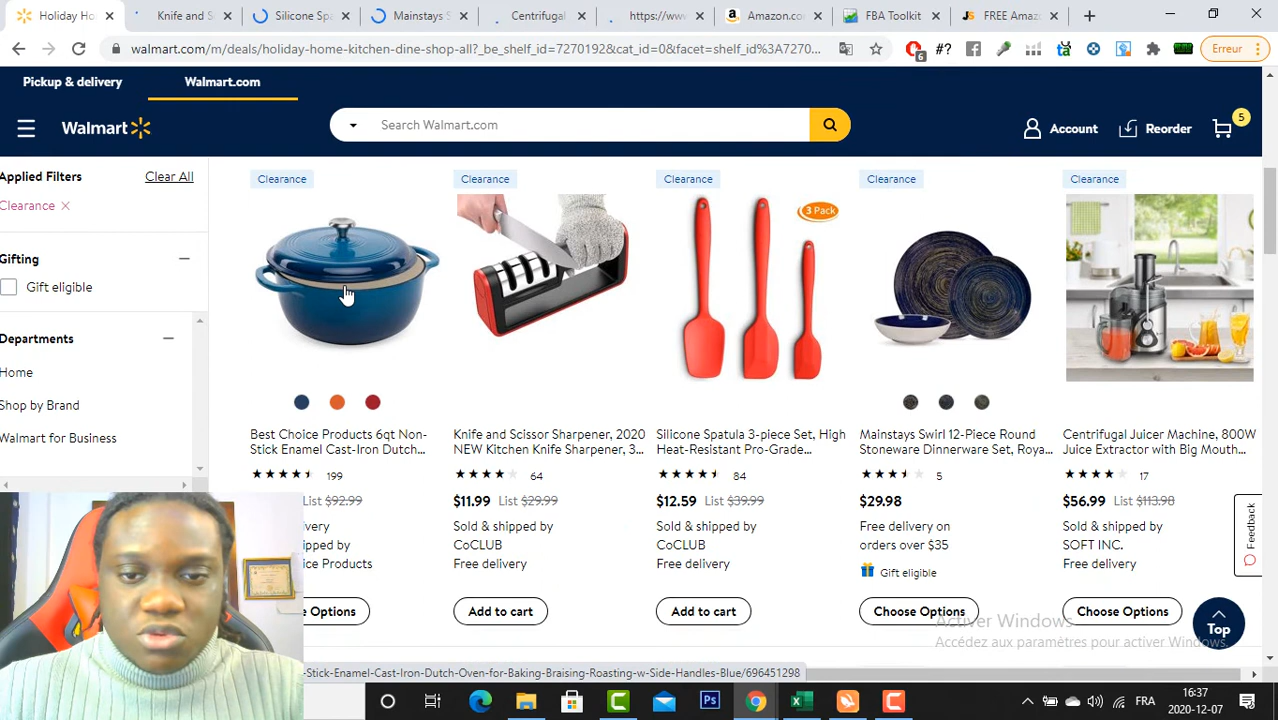 Holiday Ho
Knife and S
Silicone Spa
Mainstays S
Centrifugal
https://www
Amazon.co
FBA Toolkit
FREE Amaz
walmart.com/m/deals/holiday-home-kitchen-dine-shop-all?_be_shelf_id=7270192&cat_id=0&facet=shelf_id%3A7270...
6
#?
Erreur
Pickup & delivery
Walmart.com
Walmart
Search Walmart.com
Account
Reorder
5
Applied Filters
Clear All
Clearance
Gifting
Gift eligible
Departments
Home
Shop by Brand
Walmart for Business
Clearance
Clearance
Clearance
Clearance
Clearance
3 Pack
Best Choice Products 6qt Non-
Stick Enamel Cast-Iron Dutch...
199
List $92.99
Knife and Scissor Sharpener, 2020
NEW Kitchen Knife Sharpener, 3...
64
$11.99 List $29.99
Sold & shipped by
CoCLUB
Free delivery
Add to cart
Silicone Spatula 3-piece Set, High
Heat-Resistant Pro-Grade...
84
$12.59 List $39.99
Sold & shipped by
CoCLUB
Free delivery
Add to cart
Mainstays Swirl 12-Piece Round
Stoneware Dinnerware Set, Roya...
5
$29.98
Free delivery on
orders over $35
Gift eligible
Choose Options
Centrifugal Juicer Machine, 800W
Juice Extractor with Big Mouth...
17
$56.99 List $113.98
Sold & shipped by
SOFT INC.
Free delivery
Choose Options
Feedback
Top
Activer Windows
Accédez aux paramètres pour activer Windows.
-Stick-Enamel-Cast-Iron-Dutch-Oven-for-Baking-Braising-Roasting-w-Side-Handles-Blue/696451298
Ps
FRA
16:37
2020-12-07